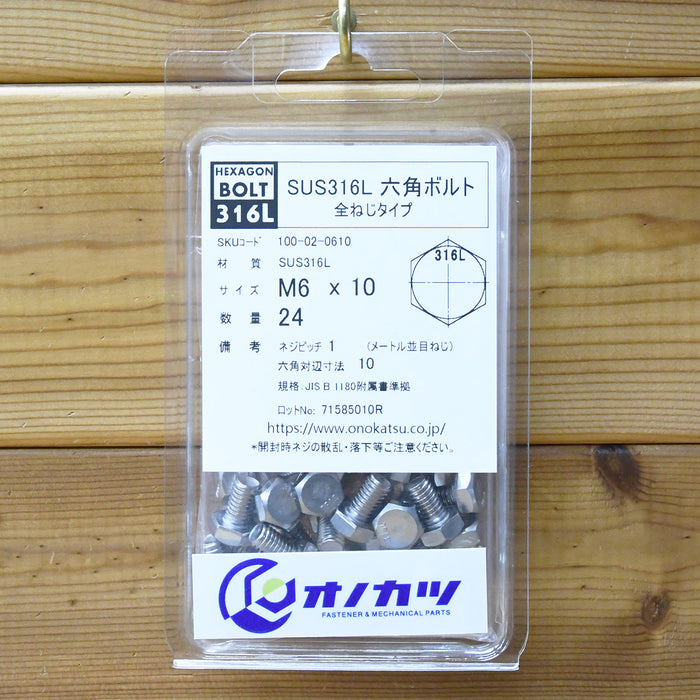 HEXAGON
BOLT
316L
SUS316L 六角ボルト
全ねじタイプ
SKUコード 100-02-0610
材質 SUS316L
サイズ M6 x 10
数量 24
備考 ネジピッチ 1 (メートル並目ねじ)
六角対辺寸法 10
規格:JIS B 1180附属書準拠
ロットNo: 71585010R
https://www.onokatsu.co.jp/
*開封時ネジの散乱・落下等ご注意ください。
316L
オノカツ
FASTENER & MECHANICAL PARTS